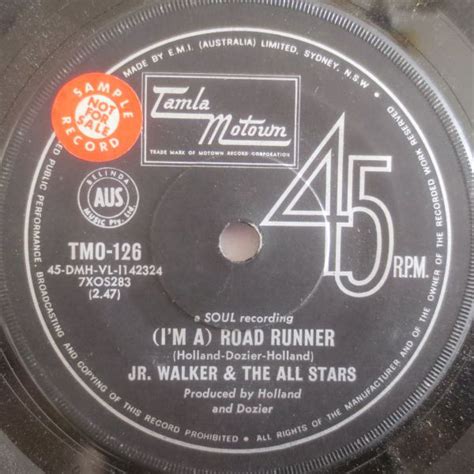 MADE BY E.M.I. (AUSTRALIA) LIMITED, SYDNEY, N.S.W.
SAMPLE
NOT
FOR
SALE
RECORD
Tamla
Motown
TRADE MARK OF MOTOWN RECORD CORPORATION
45
R.P.M.
BELINDA
AUS
MUSIC Pty. Ltd
TMO-126
45-DMH-VL-1142324
7XOS283
(2.47)
a SOUL recording
(I'M A) ROAD RUNNER
(Holland-Dozier-Holland)
JR. WALKER & THE ALL STARS
Produced by Holland
and Dozier
ALL RIGHTS OF THE MANUFACTURER AND OF THE OWNER OF THE RECORDED WORK RESERVED
PUBLIC PERFORMANCE, BROADCASTING AND COPYING OF THIS RECORD PROHIBITED